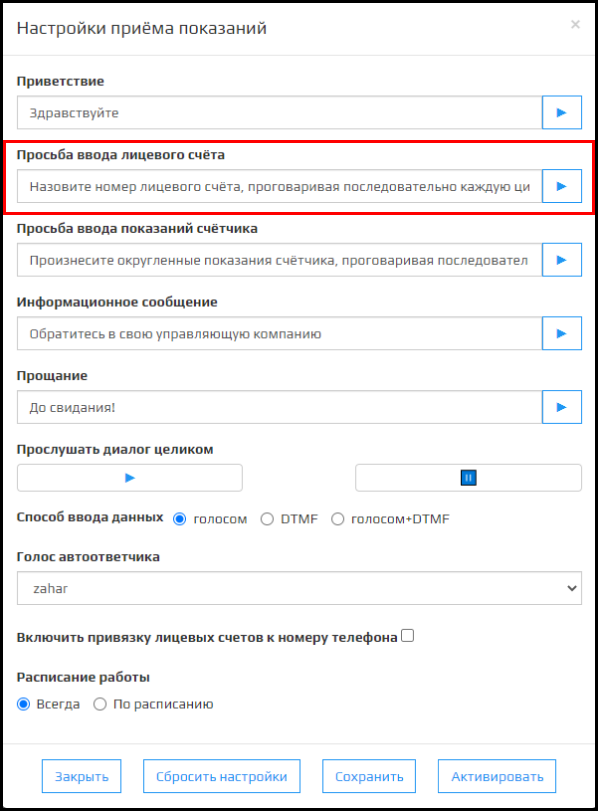 Настройки приёма показаний ×
Приветствие
Здравствуйте
Просьба ввода лицевого счёта
Назовите номер лицевого счёта, проговаривая последовательно каждую ци
Просьба ввода показаний счётчика
Произнесите округленные показания счётчика, проговаривая последовател
Информационное сообщение
Обратитесь в свою управляющую компанию
Прощание
До свидания!
Прослушать диалог целиком
Способ ввода данных голосом DTMF голосом+DTMF
Голос автоответчика
zahar
Включить привязку лицевых счетов к номеру телефона
Расписание работы
Всегда По расписанию
Закрыть Сбросить настройки Сохранить Активировать